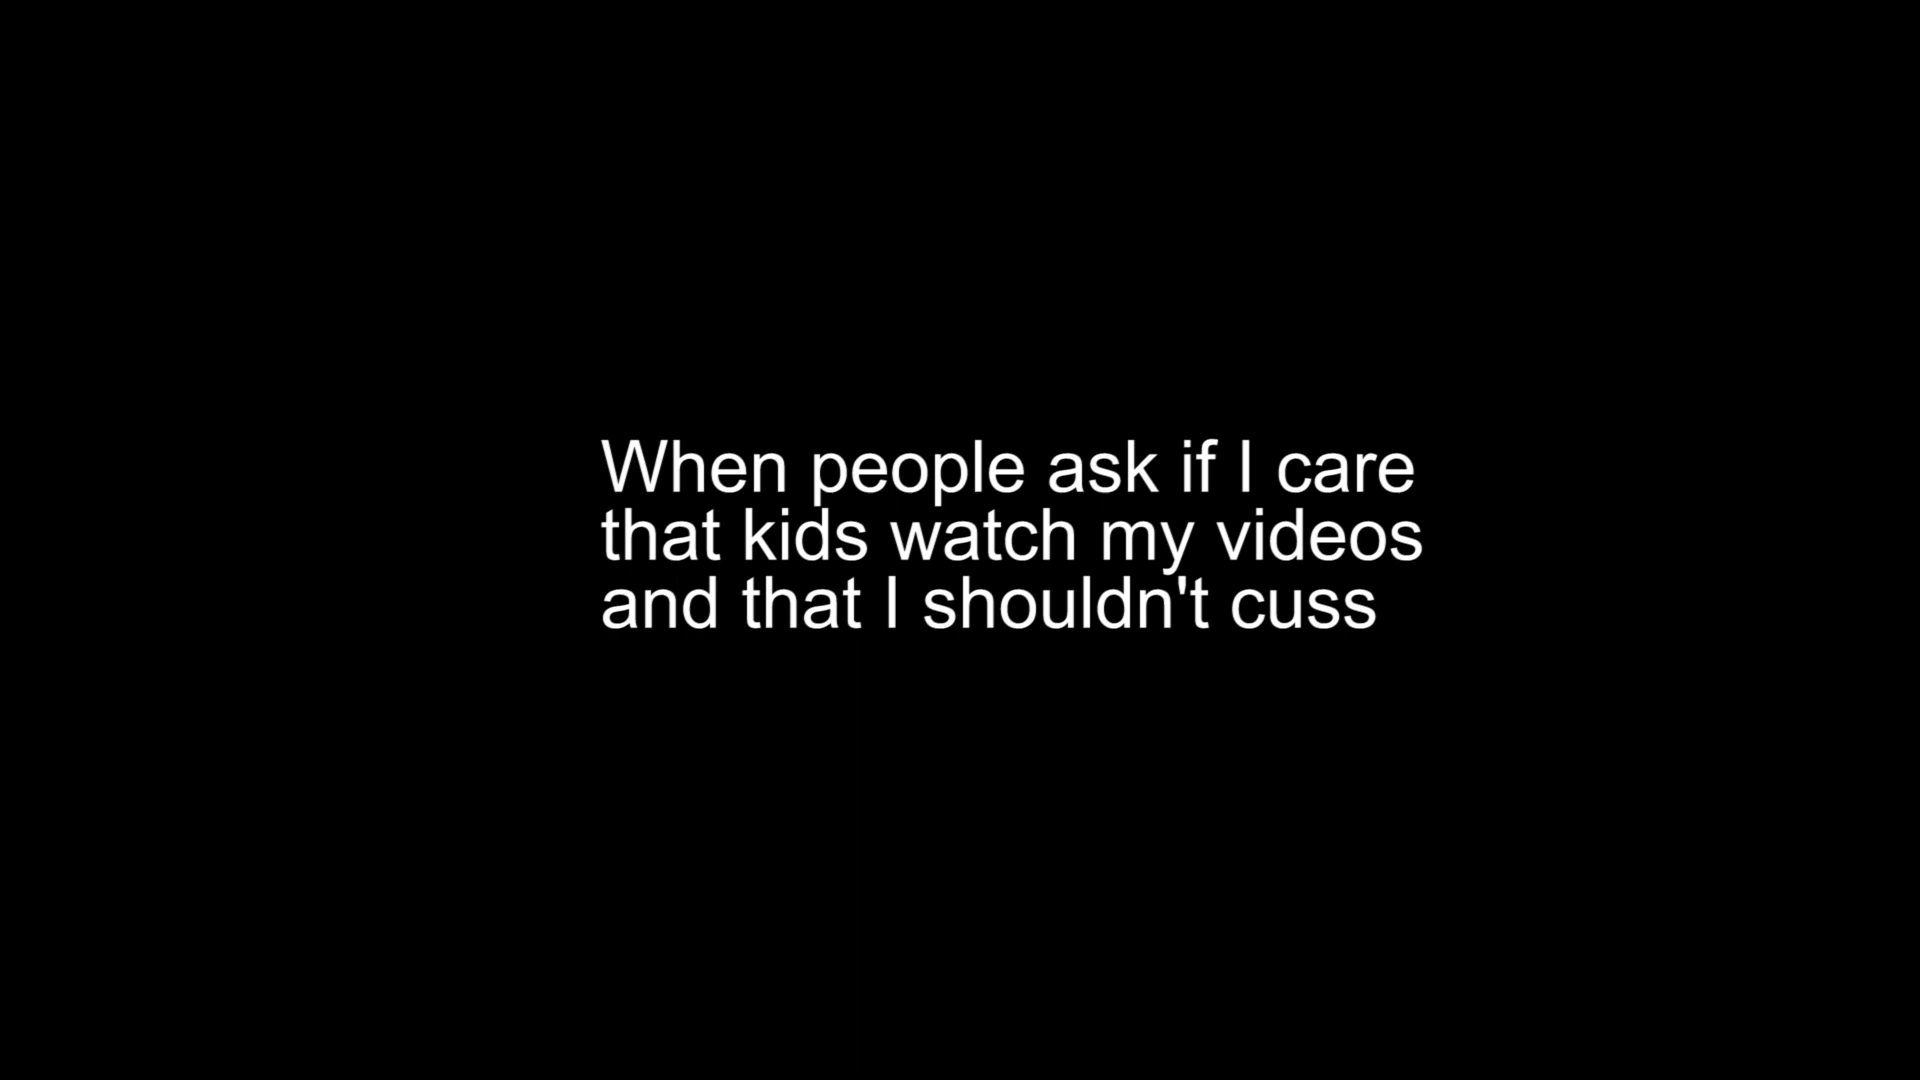 When people ask if I care
that kids watch my videos
and that I shouldn't cuss